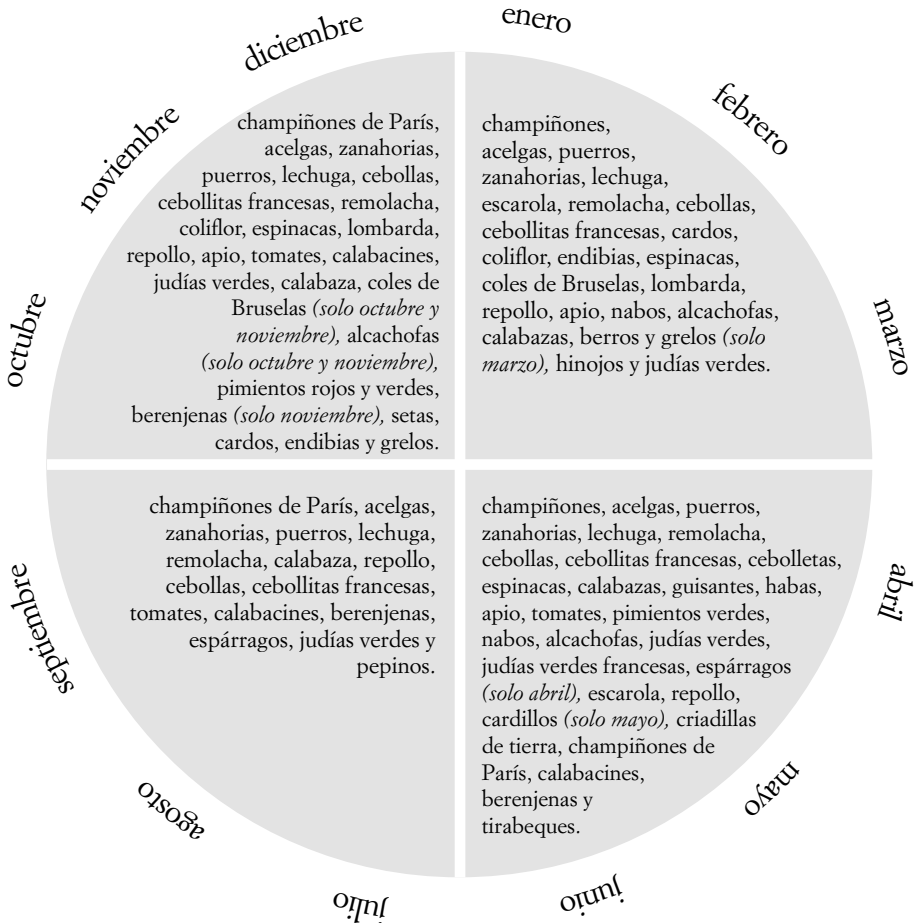 enero
febrero
marzo
abril
mayo
junio
julio
agosto
septiembre
octubre
noviembre
diciembre
champiñones,
acelgas, puerros,
zanahorias, lechuga,
escarola, remolacha, cebollas,
cebollitas francesas, cardos,
coliflor, endibias, espinacas,
coles de Bruselas, lombarda,
repollo, apio, nabos, alcachofas,
calabazas, berros y grelos (solo
marzo), hinojos y judías verdes.
champiñones, acelgas, puerros,
zanahorias, lechuga, remolacha,
cebollas, cebollitas francesas, cebolletas,
espinacas, calabazas, guisantes, habas,
apio, tomates, pimientos verdes,
nabos, alcachofas, judías verdes,
judías verdes francesas, espárragos
(solo abril), escarola, repollo,
cardillos (solo mayo), criadillas
de tierra, champiñones de
París, calabacines,
berenjenas y
tirabeques.
champiñones de París, acelgas,
zanahorias, puerros, lechuga,
remolacha, calabaza, repollo,
cebollas, cebollitas francesas,
tomates, calabacines, berenjenas,
espárragos, judías verdes y
pepinos.
champiñones de París,
acelgas, zanahorias,
puerros, lechuga, cebollas,
cebollitas francesas, remolacha,
coliflor, espinacas, lombarda,
repollo, apio, tomates, calabacines,
judías verdes, calabaza, coles de
Bruselas (solo octubre y
noviembre), alcachofas
(solo octubre y noviembre),
pimientos rojos y verdes,
berenjenas (solo noviembre), setas,
cardos, endibias y grelos.